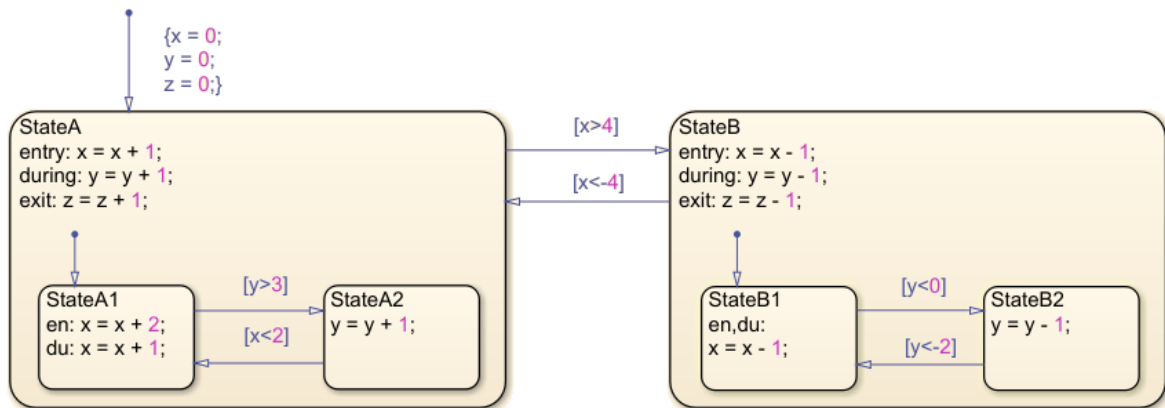 {x = 0;
y = 0;
z = 0;}
StateA
entry: x = x + 1;
during: y = y + 1;
exit: z = z + 1;
StateA1
en: x = x + 2;
du: x = x + 1;
[y>3]
[x<2]
StateA2
y = y + 1;
[x>4]
[x<-4]
StateB
entry: x = x - 1;
during: y = y - 1;
exit: z = z - 1;
StateB1
en,du:
x = x - 1;
[y<0]
[y<-2]
StateB2
y = y - 1;